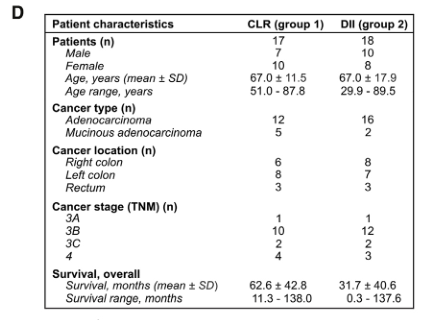 D
Patient characteristics CLR (group 1) DII (group 2)
Patients (n) 17 18
Male 7 10
Female 10 8
Age, years (mean ± SD) 67.0 ± 11.5 67.0 ± 17.9
Age range, years 51.0 - 87.8 29.9 - 89.5
Cancer type (n)
Adenocarcinoma 12 16
Mucinous adenocarcinoma 5 2
Cancer location (n)
Right colon 6 8
Left colon 8 7
Rectum 3 3
Cancer stage (TNM) (n)
3A 1 1
3B 10 12
3C 2 2
4 4 3
Survival, overall
Survival, months (mean ± SD) 62.6 ± 42.8 31.7 ± 40.6
Survival range, months 11.3 - 138.0 0.3 - 137.6